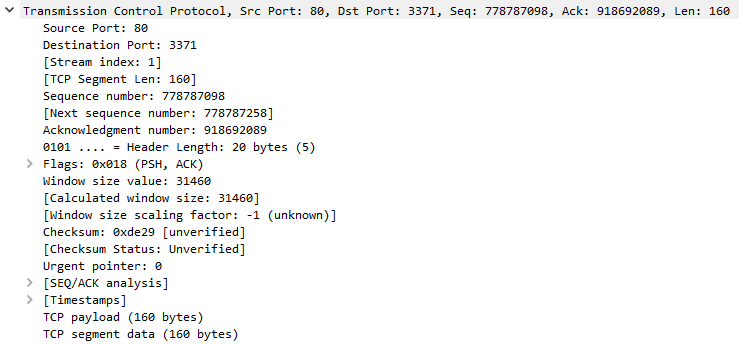 Transmission Control Protocol, Src Port: 80, Dst Port: 3371, Seq: 778787098, Ack: 918692089, Len: 160
Source Port: 80
Destination Port: 3371
[Stream index: 1]
[TCP Segment Len: 160]
Sequence number: 778787098
[Next sequence number: 778787258]
Acknowledgment number: 918692089
0101 .... = Header Length: 20 bytes (5)
Flags: 0x018 (PSH, ACK)
Window size value: 31460
[Calculated window size: 31460]
[Window size scaling factor: -1 (unknown)]
Checksum: 0xde29 [unverified]
[Checksum Status: Unverified]
Urgent pointer: 0
[SEQ/ACK analysis]
[Timestamps]
TCP payload (160 bytes)
TCP segment data (160 bytes)